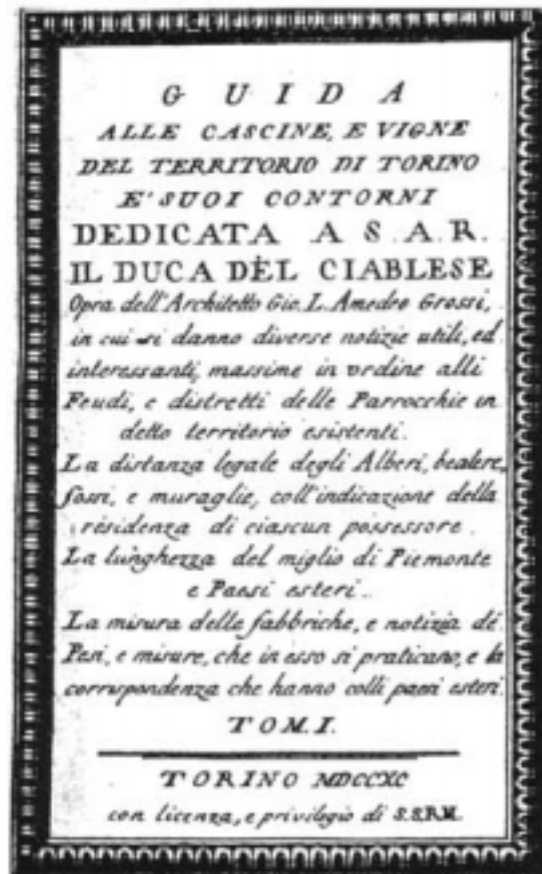 G U I D A
ALLE CASCINE, E VIGNE
DEL TERRITORIO DI TORINO
E' SUOI CONTORNI
DEDICATA A S. A. R.
IL DUCA DEL CIABLESE
Opra dell'Architetto Gio. L. Amedeo Grossi,
in cui si danno diverse notizie utili, ed
interessanti, massime in ordine alli
Feudi, e distretti delle Parrocchie in
detto territorio esistenti.
La distanza legale degli Alberi, bealere,
fossi, e muraglie, coll'indicazione della
residenza di ciascun possessore.
La lunghezza del miglio di Piemonte
e Paesi esteri.
La misura delle fabbriche, e notizia dé
Pesi, e misure, che in esso si praticano, e la
corrispondenza che hanno colli paesi esteri.
TOM. I.
TORINO MDCCXC
con licenza, e privilegio di S.S.R.M.